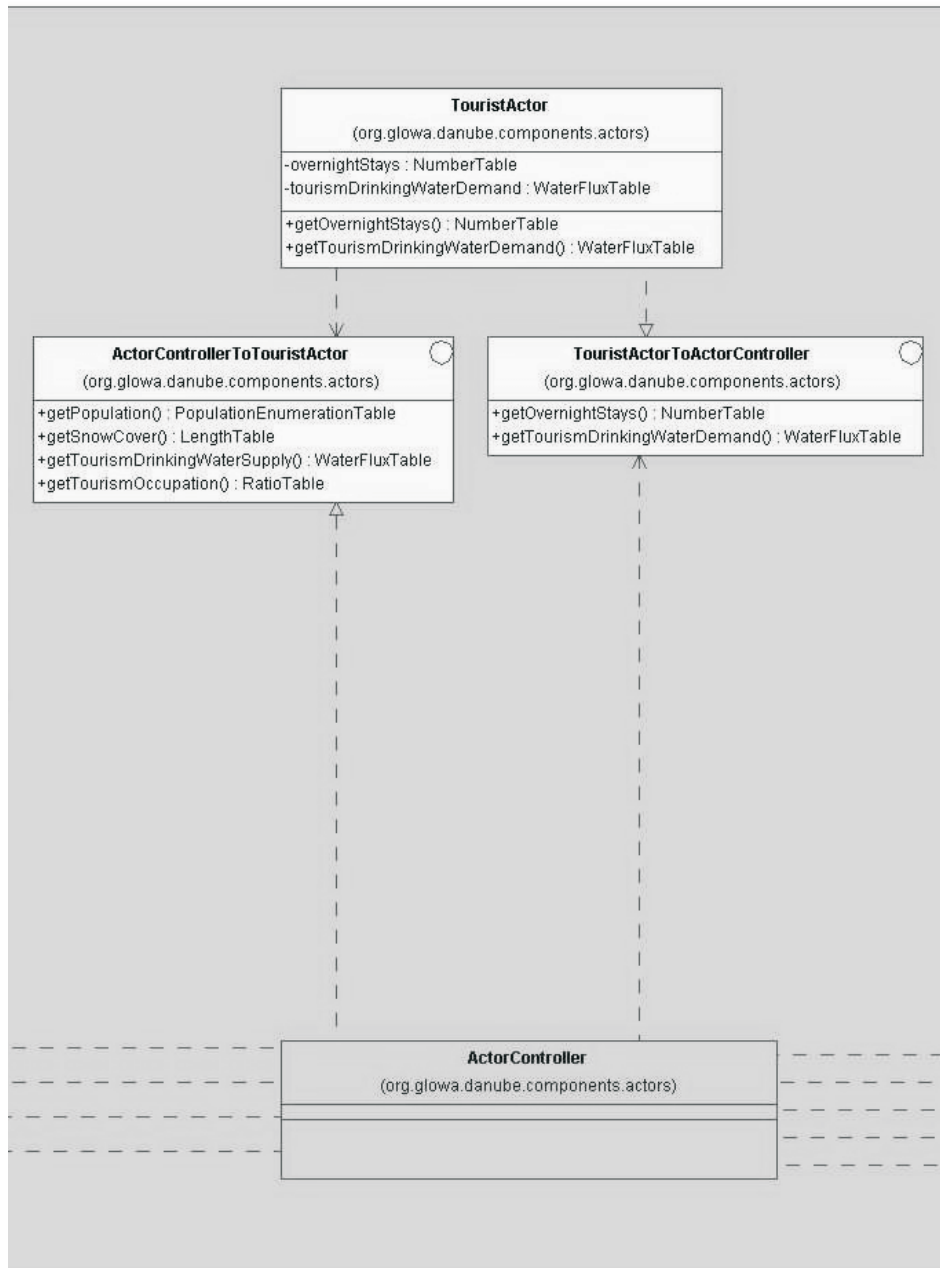 TouristActor
(org.glowa.danube.components.actors)
-overnightStays : NumberTable
-tourismDrinkingWaterDemand : WaterFluxTable
+getOvernightStays() : NumberTable
+getTourismDrinkingWaterDemand() : WaterFluxTable
ActorControllerToTouristActor
(org.glowa.danube.components.actors)
+getPopulation() : PopulationEnumerationTable
+getSnowCover() : LengthTable
+getTourismDrinkingWaterSupply() : WaterFluxTable
+getTourismOccupation() : RatioTable
TouristActorToActorController
(org.glowa.danube.components.actors)
+getOvernightStays() : NumberTable
+getTourismDrinkingWaterDemand() : WaterFluxTable
ActorController
(org.glowa.danube.components.actors)